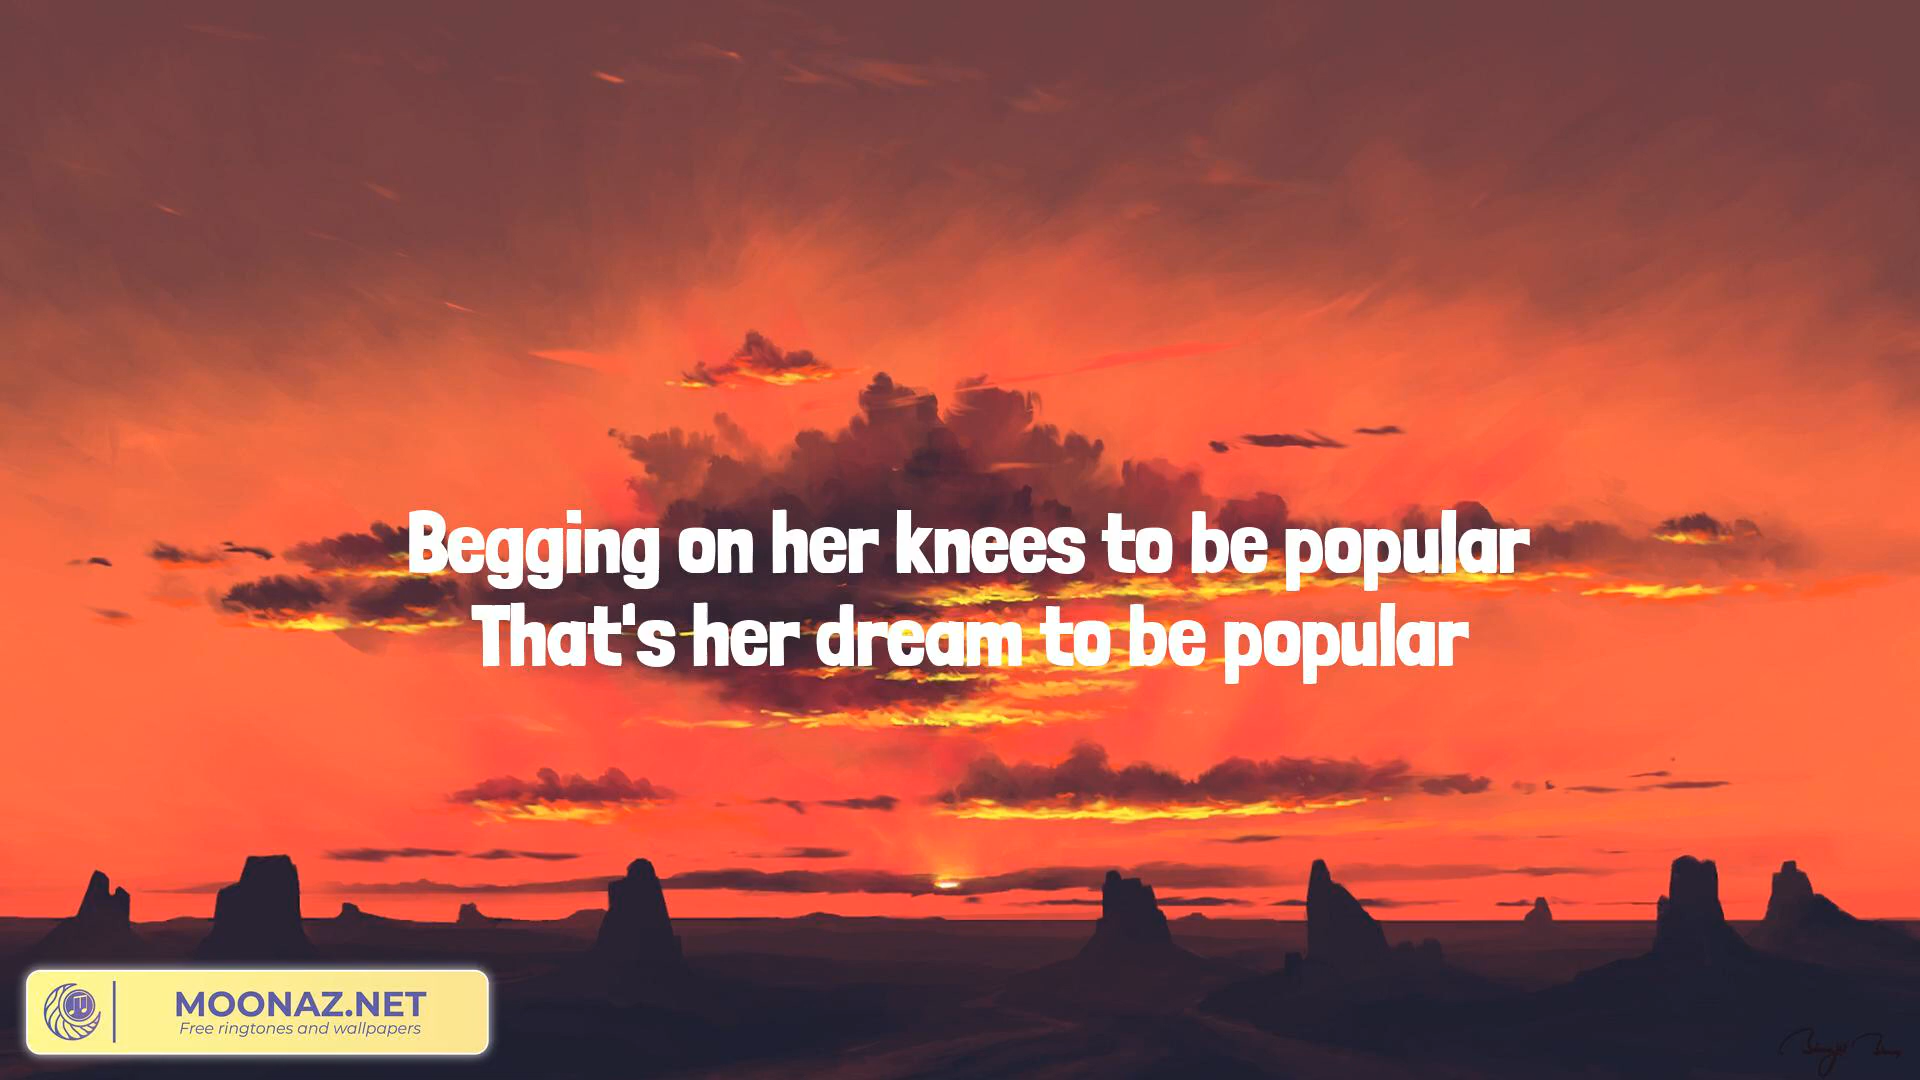 Begging on her knees to be popular
That's her dream to be popular
MOONAZ.NET
Free ringtones and wallpapers